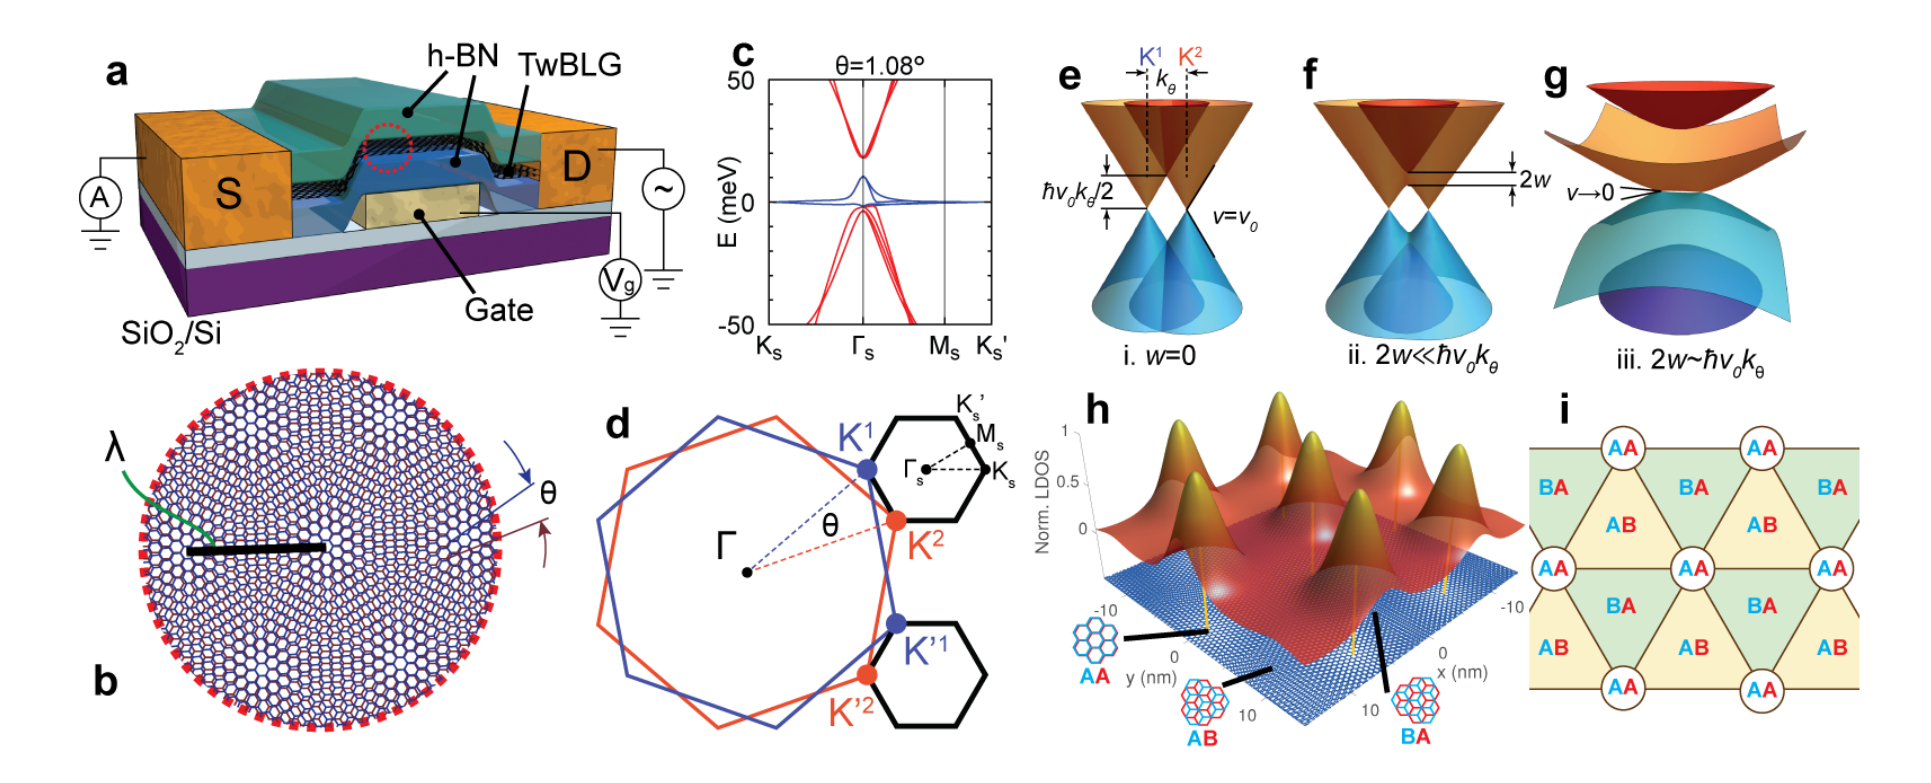 a
h-BN
TwBLG
S
D
A
~
Vg
Gate
SiO2/Si
b
λ
θ
c
θ=1.08°
50
0
-50
E (meV)
Ks
Γs
Ms
Ks'
d
K1
K2
K'1
K'2
Γ
θ
Ks'
Ms
Γs
Ks
e
K1
K2
kθ
ħv0kθ/2
v=v0
i. w=0
f
2w
ii. 2w≪ħv0kθ
g
v→0
iii. 2w~ħv0kθ
h
Norm. LDOS
1
0.5
0
-10
0
10
y (nm)
-10
0
10
x (nm)
AA
AB
BA
i
AA
AA
BA
BA
BA
AB
AB
AA
AA
AA
BA
BA
AB
AB
AB
AA
AA